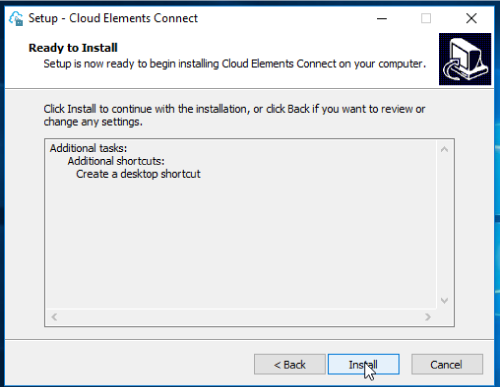 Setup - Cloud Elements Connect
Ready to Install
Setup is now ready to begin installing Cloud Elements Connect on your computer.
Click Install to continue with the installation, or click Back if you want to review or
change any settings.
Additional tasks:
Additional shortcuts:
Create a desktop shortcut
< Back
Install
Cancel